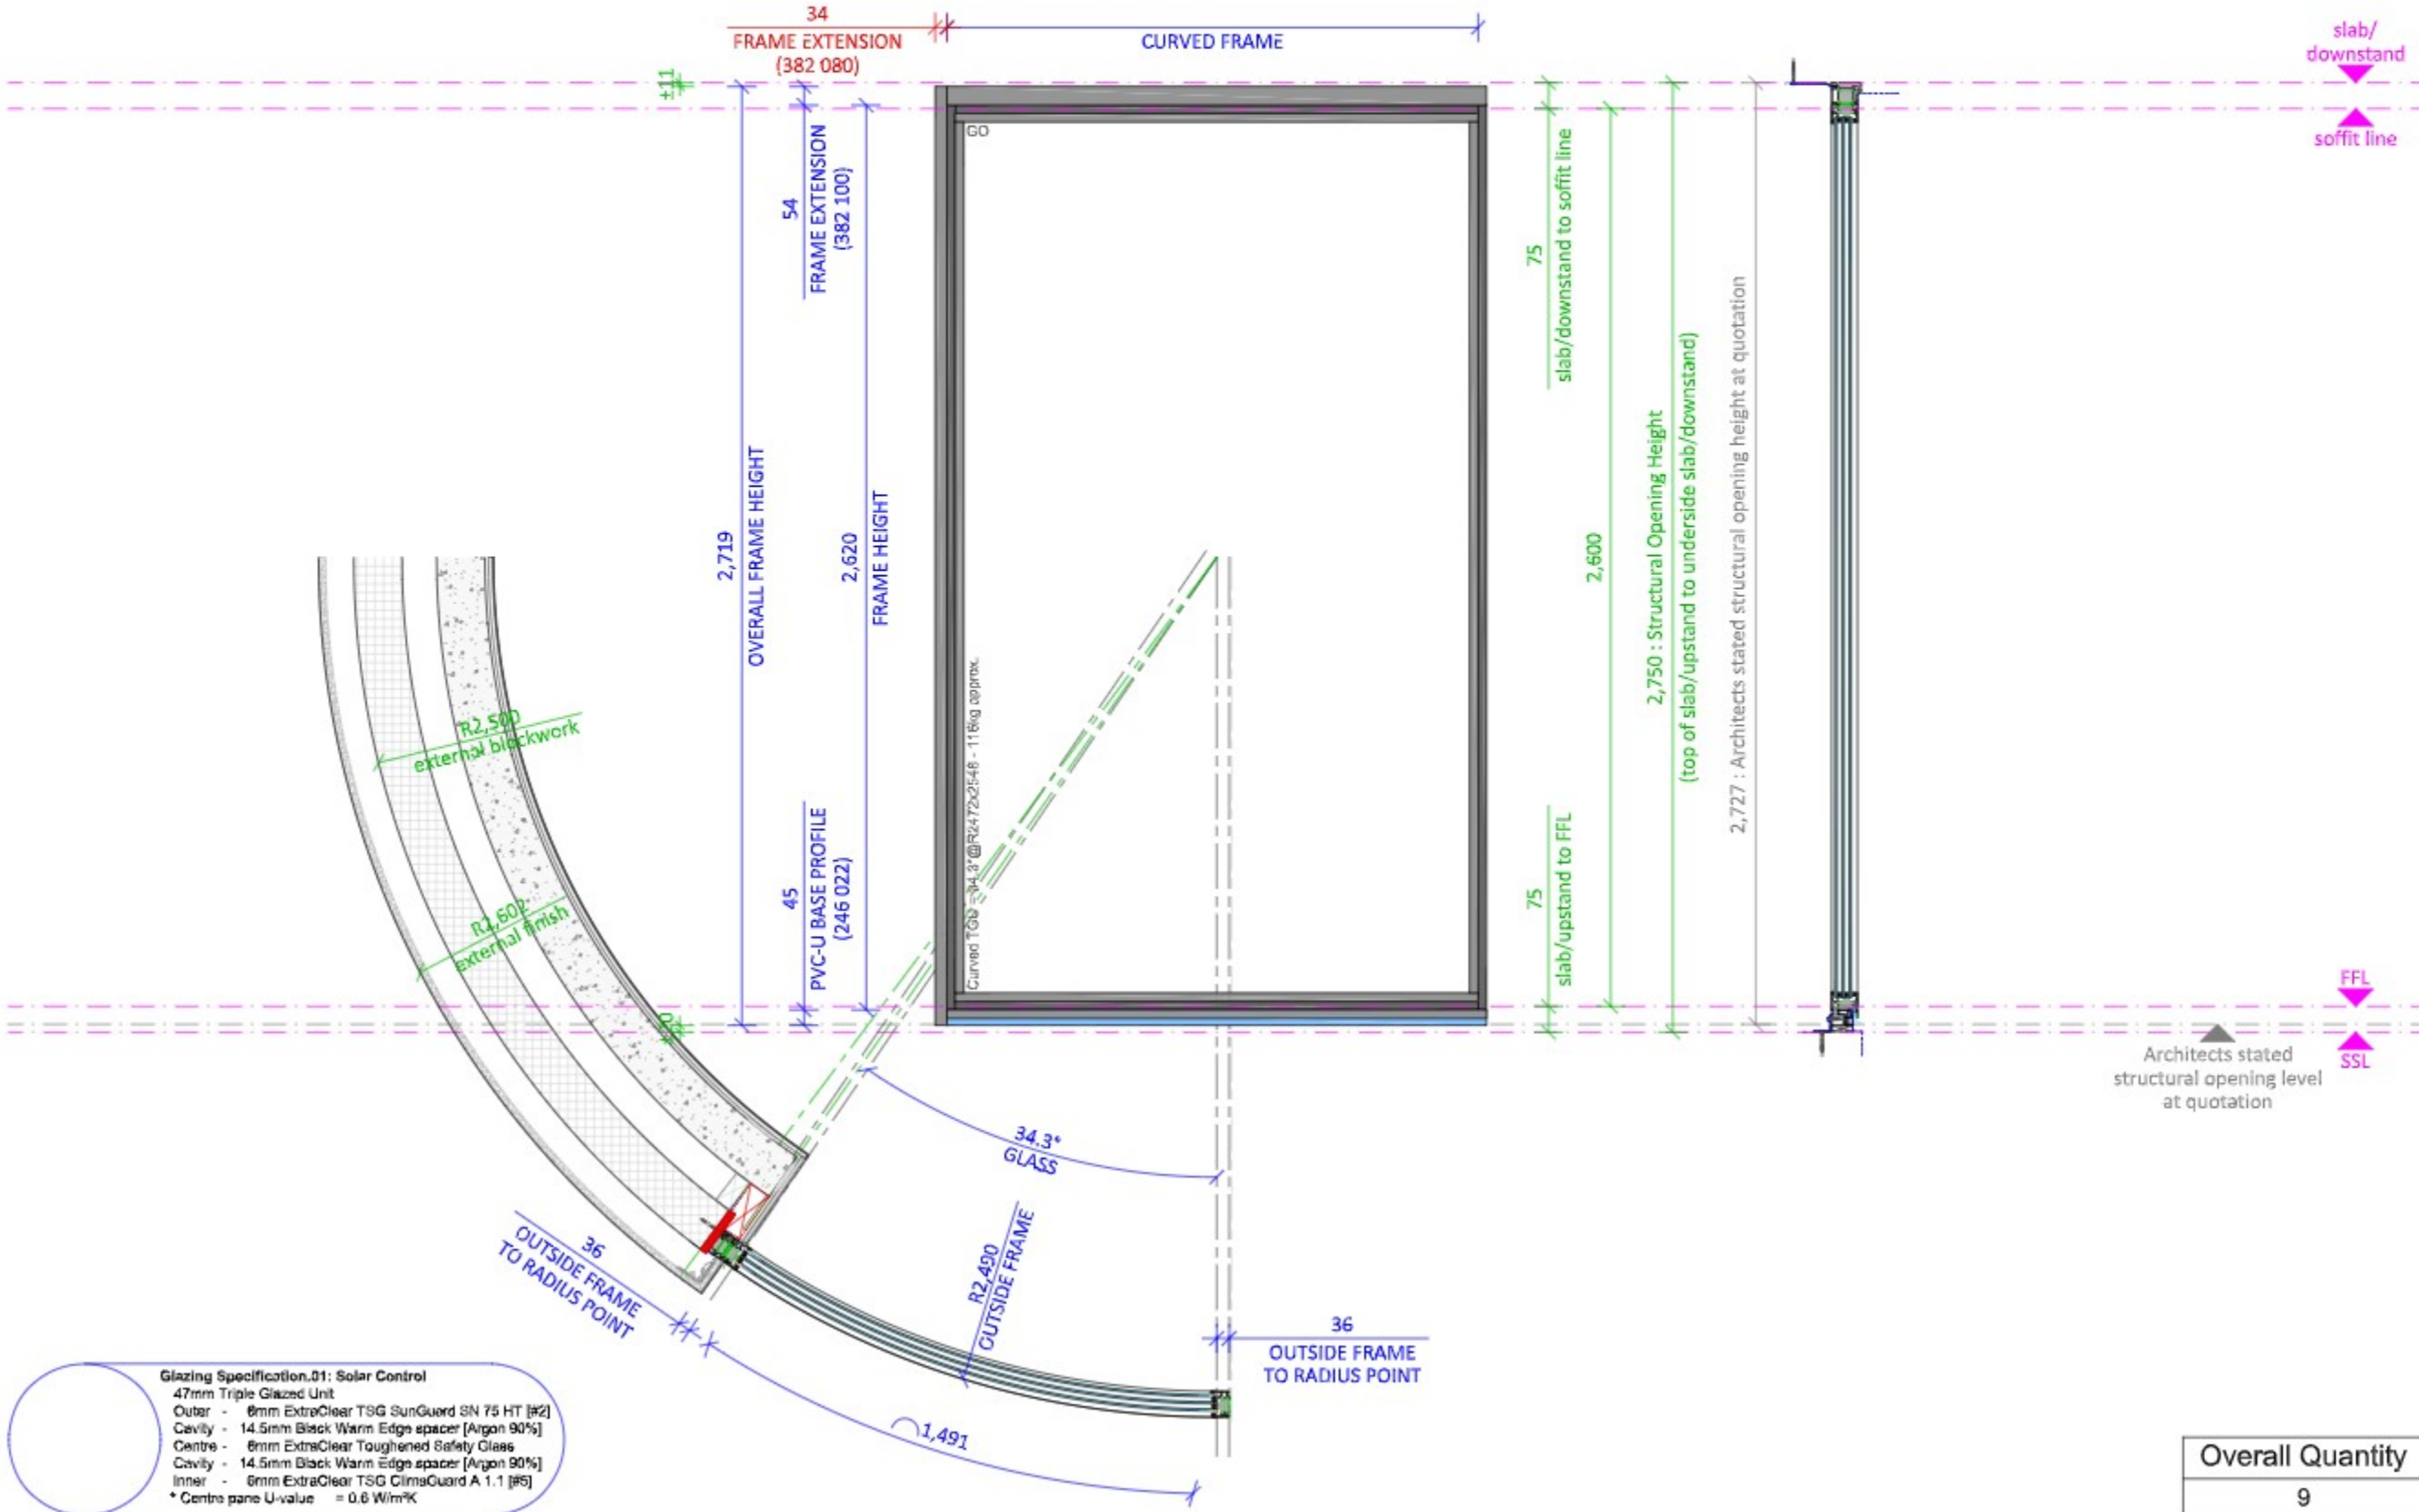 34
FRAME EXTENSION
(382 080)
CURVED FRAME
slab/
downstand
soffit line
±11
54
FRAME EXTENSION
(382 100)
GO
75
slab/downstand to soffit line
2,719
OVERALL FRAME HEIGHT
2,620
FRAME HEIGHT
2,600
2,750 : Structural Opening Height
(top of slab/upstand to underside slab/downstand)
2,727 : Architects stated structural opening height at quotation
R2,500
external blockwork
R2,602
external finish
45
PVC-U BASE PROFILE
(246 022)
Curved TGU - 34.3°@R2472x2546 - 116kg approx.
75
slab/upstand to FFL
FFL
SSL
Architects stated
structural opening level
at quotation
34.3°
GLASS
36
OUTSIDE FRAME
TO RADIUS POINT
R2,490
OUTSIDE FRAME
36
OUTSIDE FRAME
TO RADIUS POINT
1,491
Glazing Specification.01: Solar Control
47mm Triple Glazed Unit
Outer - 6mm ExtraClear TSG SunGuard SN 75 HT [#2]
Cavity - 14.5mm Black Warm Edge spacer [Argon 90%]
Centre - 6mm ExtraClear Toughened Safety Glass
Cavity - 14.5mm Black Warm Edge spacer [Argon 90%]
Inner - 6mm ExtraClear TSG ClimaGuard A 1.1 [#5]
* Centre pane U-value = 0.6 W/m²K
Overall Quantity
9